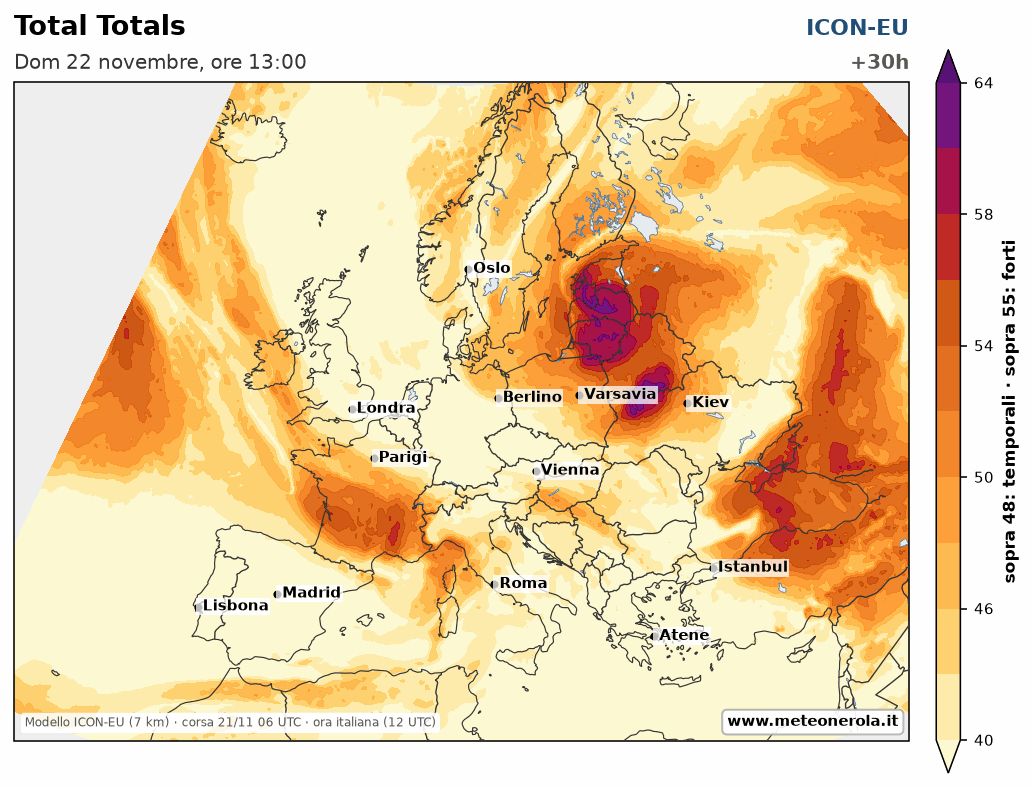 Total Totals
ICON-EU
Dom 22 novembre, ore 13:00
+30h
64
58
54
50
46
40
sopra 48: temporali · sopra 55: forti
Oslo
Berlino
Varsavia
Kiev
Londra
Parigi
Vienna
Istanbul
Roma
Madrid
Lisbona
Atene
Modello ICON-EU (7 km) · corsa 21/11 06 UTC · ora italiana (12 UTC)
www.meteonerola.it